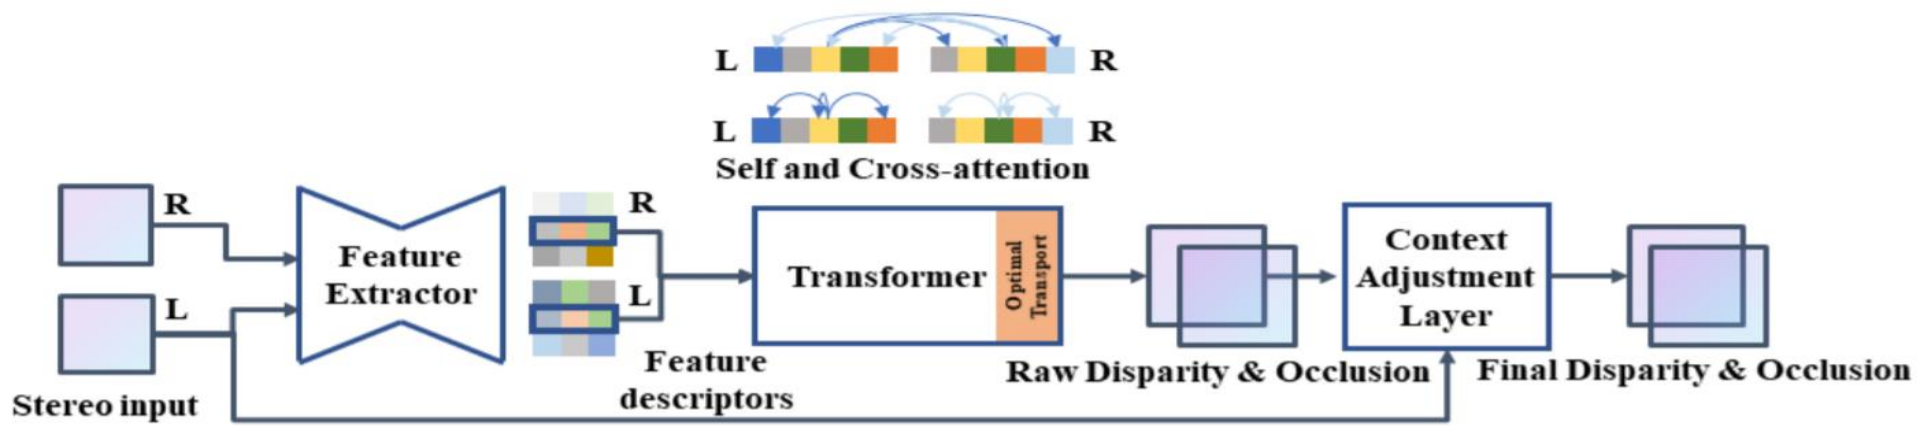 L R
L R
Self and Cross-attention
R
L
Stereo input
Feature
Extractor
R
L
Feature
descriptors
Transformer
Optimal
Transport
Raw Disparity & Occlusion
Context
Adjustment
Layer
Final Disparity & Occlusion